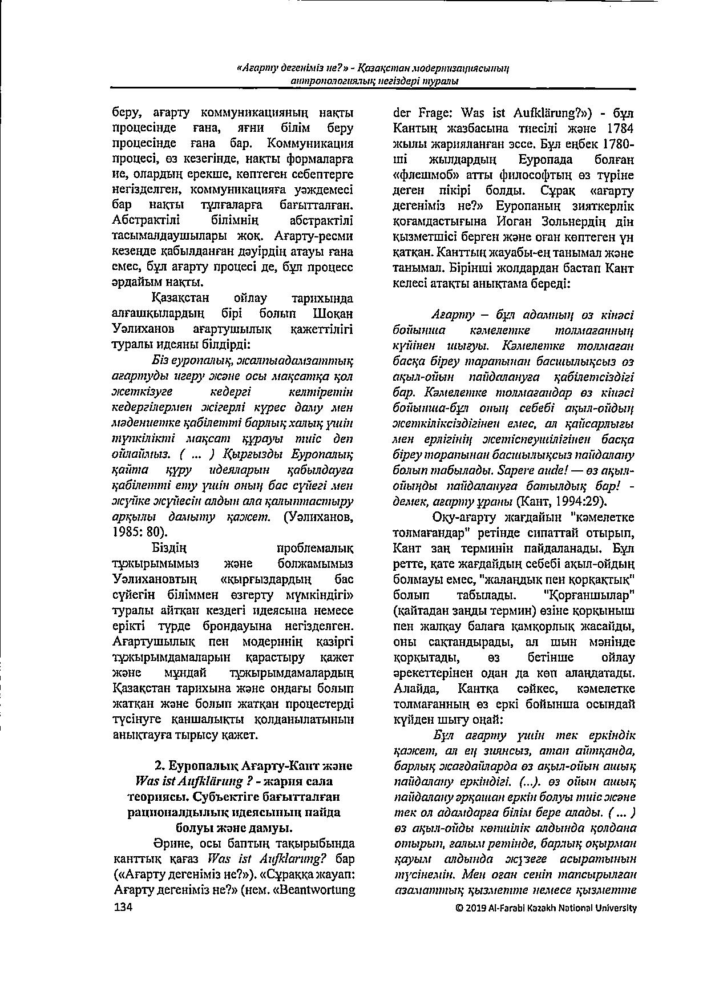 «Ағарту дегеніміз не?» - Қазақстан модернизациясының
антропологиялық негіздері туралы
беру, ағарту коммуникацияның нақты
процесінде ғана, яғни білім беру
процесінде ғана бар. Коммуникация
процесі, өз кезегінде, нақты формаларға
ие, олардың ерекше, көптеген себептерге
негізделген, коммуникацияға уәждемесі
бар нақты тұлғаларға бағытталған.
Абстрактілі білімнің абстрактілі
тасымалдаушылары жоқ. Ағарту-ресми
кезеңде қабылданған дәуірдің атауы ғана
емес, бұл ағарту процесі де, бұл процесс
әрдайым нақты.
Қазақстан ойлау тарихында
алғашқылардың бірі болып Шоқан
Уәлиханов ағартушылық қажеттілігі
туралы идеяны білдірді:
Біз еуропалық, жалпыадамзаттық
ағартуды игеру және осы мақсатқа қол
жеткізуге кедергі келтіретін
кедергілермен жігерлі күрес даму мен
мәдениетке қабілетті барлық халық үшін
түпкілікті мақсат құрауы тиіс деп
ойлаймыз. ( ... ) Қырғызды Еуропалық
қайта құру идеяларын қабылдауға
қабілетті ету үшін оның бас сүйегі мен
жүйке жүйесін алдын ала қалыптастыру
арқылы дамыту қажет. (Уәлиханов,
1985: 80).
Біздің проблемалық
тұжырымымыз және болжамымыз
Уәлихановтың «қырғыздардың бас
сүйегін біліммен өзгерту мүмкіндігі»
туралы айтқан кездегі идеясына немесе
ерікті түрде брондауына негізделген.
Ағартушылық пен модерннің қазіргі
тұжырымдамаларын қарастыру қажет
және мұндай тұжырымдамалардың
Қазақстан тарихына және ондағы болып
жатқан және болып жатқан процестерді
түсінуге қаншалықты қолданылатынын
анықтауға тырысу қажет.
2. Еуропалық Ағарту-Кант және
Was ist Aufklärung ? - жария сала
теориясы. Субъектіге бағытталған
рационалдылық идеясының пайда
болуы және дамуы.
Әрине, осы баптың тақырыбында
канттық қағаз Was ist Aufklarung? бар
(«Ағарту дегеніміз не?»). «Сұраққа жауап:
Ағарту дегеніміз не?» (нем. «Beantwortung
der Frage: Was ist Aufklärung?») - бұл
Кантың жазбасына тиесілі және 1784
жылы жарияланған эссе. Бұл еңбек 1780-
ші жылдардың Еуропада болған
«флешмоб» атты философтың өз түріне
деген пікірі болды. Сұрақ «ағарту
дегеніміз не?» Еуропаның зияткерлік
қоғамдастығына Иоган Зольнердің дін
қызметшісі берген және оған көптеген үн
қатқан. Канттың жауабы-ең танымал және
танымал. Бірінші жолдардан бастап Кант
келесі атақты анықтама береді:
Ағарту – бұл адамның оз кінәсі
бойынша кәмелетке толмағанның
күйінен шығуы. Кәмелетке толмаған
басқа біреу тарапынан басшылықсыз оз
ақыл-ойын пайдалануға қабілетсіздігі
бар. Кәмелетке толмағандар өз кінәсі
бойынша-бұл оның себебі ақыл-ойдың
жеткіліксіздігінен емес, ал қайсарлығы
мен ерлігінің жетіспеушілігінен басқа
біреу тарапынан басшылықсыз пайдалану
болып табылады. Sapere aude! — өз ақыл-
ойыңды пайдалануға батылдық бар! -
демек, ағарту ұраны (Кант, 1994:29).
Оқу-ағарту жағдайын "кәмелетке
толмағандар" ретінде сипаттай отырып,
Кант заң терминін пайдаланады. Бұл
ретте, қате жағдайдың себебі ақыл-ойдың
болмауы емес, "жалаңдық пен қорқақтық"
болып табылады. "Қорғаншылар"
(қайтадан заңды термин) өзіне қорқыныш
пен жалқау балаға қамқорлық жасайды,
оны сақтандырады, ал шын мәнінде
қорқытады, өз бетінше ойлау
әрекеттерінен одан да көп алаңдатады.
Алайда, Кантқа сәйкес, кәмелетке
толмағанның өз еркі бойынша осындай
күйден шығу оңай:
Бұл ағарту үшін тек еркіндік
қажет, ал ең зиянсыз, атап айтқанда,
барлық жағдайларда өз ақыл-ойын ашық
пайдалану еркіндігі. (...). өз ойын ашық
пайдалану әрқашан еркін болуы тиіс және
тек ол адамдарға білім бере алады. ( ... )
өз ақыл-ойды көпшілік алдында қолдана
отырып, ғалым ретінде, барлық оқырман
қауым алдында жүзеге асыратынын
түсінемін. Мен оған сеніп тапсырылған
азаматтық қызметте немесе қызметте
134
© 2019 Al-Farabi Kazakh National University